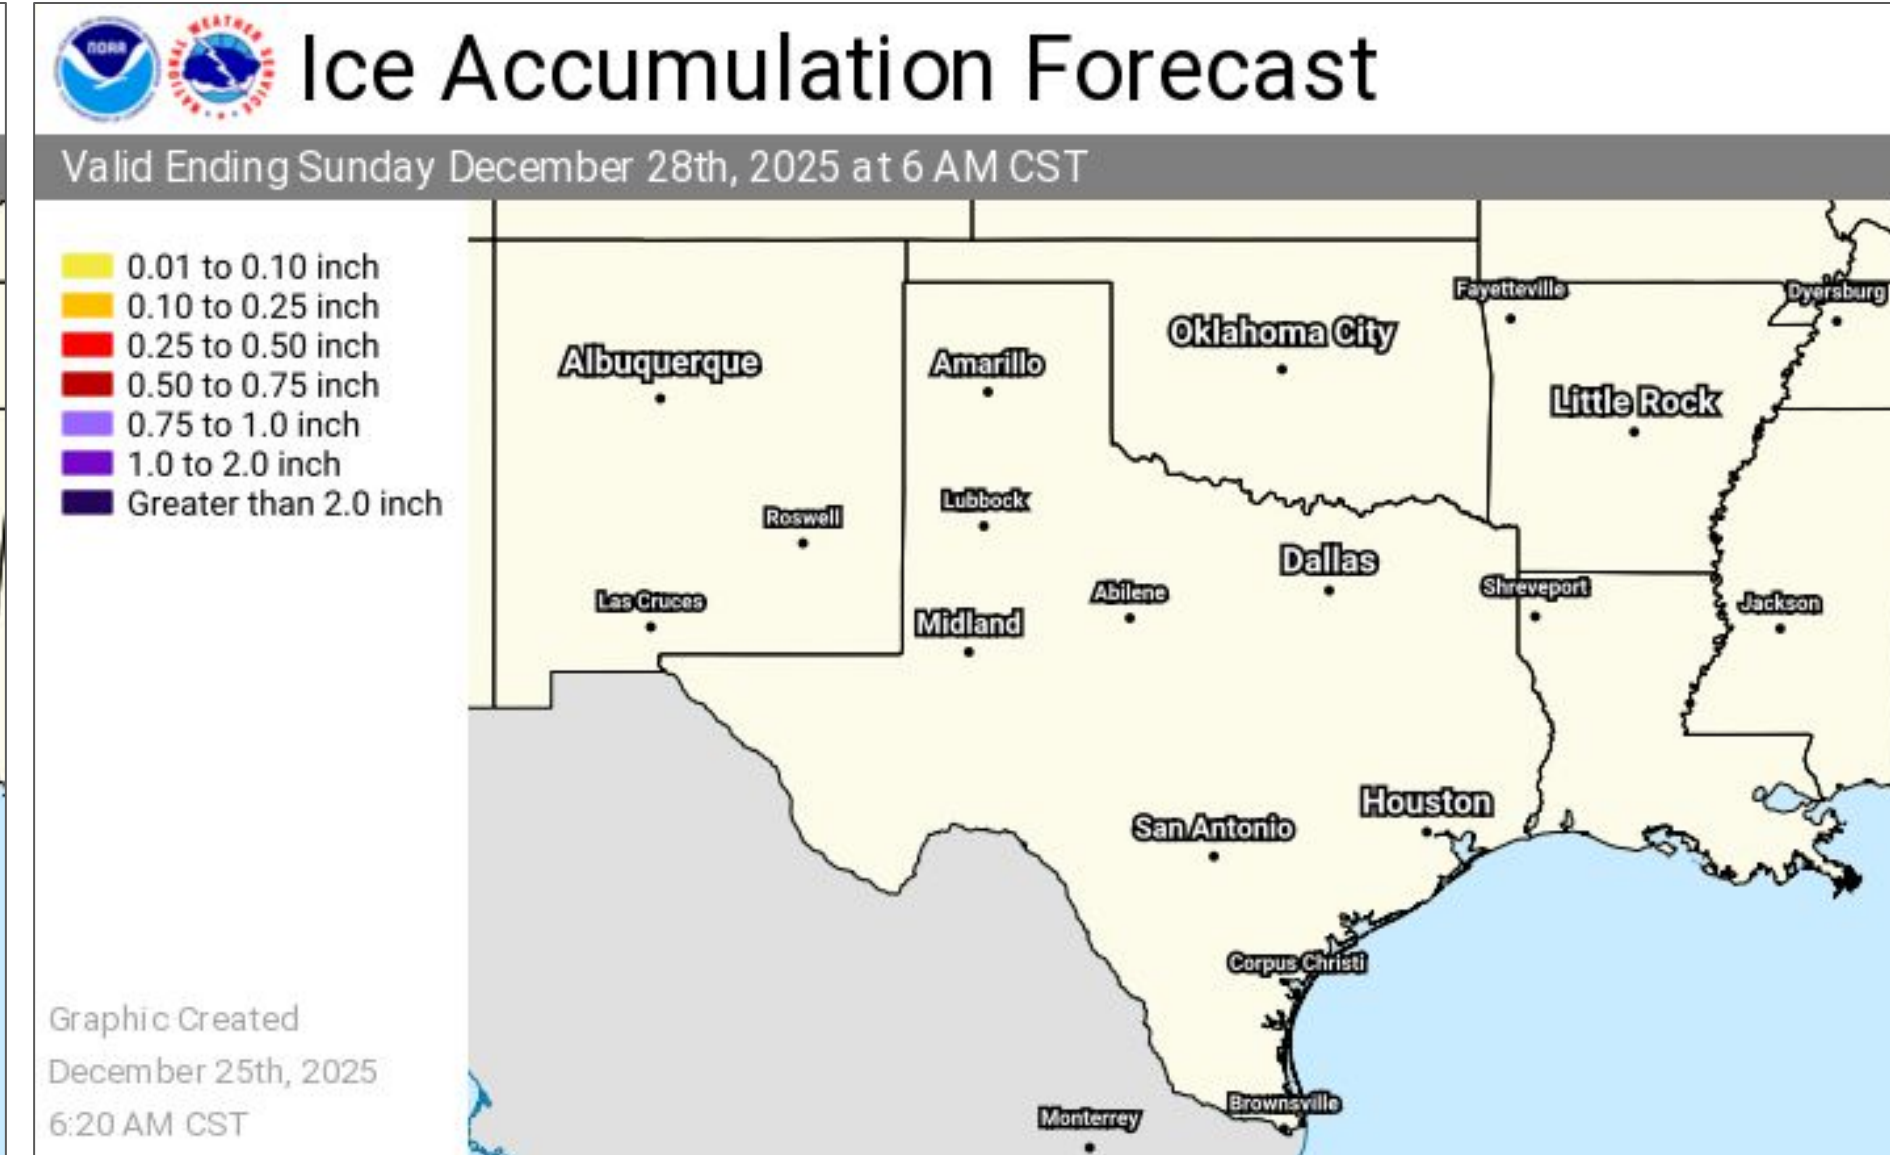 NOAA
NATIONAL WEATHER SERVICE
Ice Accumulation Forecast
Valid Ending Sunday December 28th, 2025 at 6 AM CST
0.01 to 0.10 inch
0.10 to 0.25 inch
0.25 to 0.50 inch
0.50 to 0.75 inch
0.75 to 1.0 inch
1.0 to 2.0 inch
Greater than 2.0 inch
Fayetteville
Dyersburg
Oklahoma City
Albuquerque
Amarillo
Little Rock
Lubbock
Roswell
Dallas
Shreveport
Abilene
Las Cruces
Jackson
Midland
Houston
San Antonio
Corpus Christi
Brownsville
Monterrey
Graphic Created
December 25th, 2025
6:20 AM CST